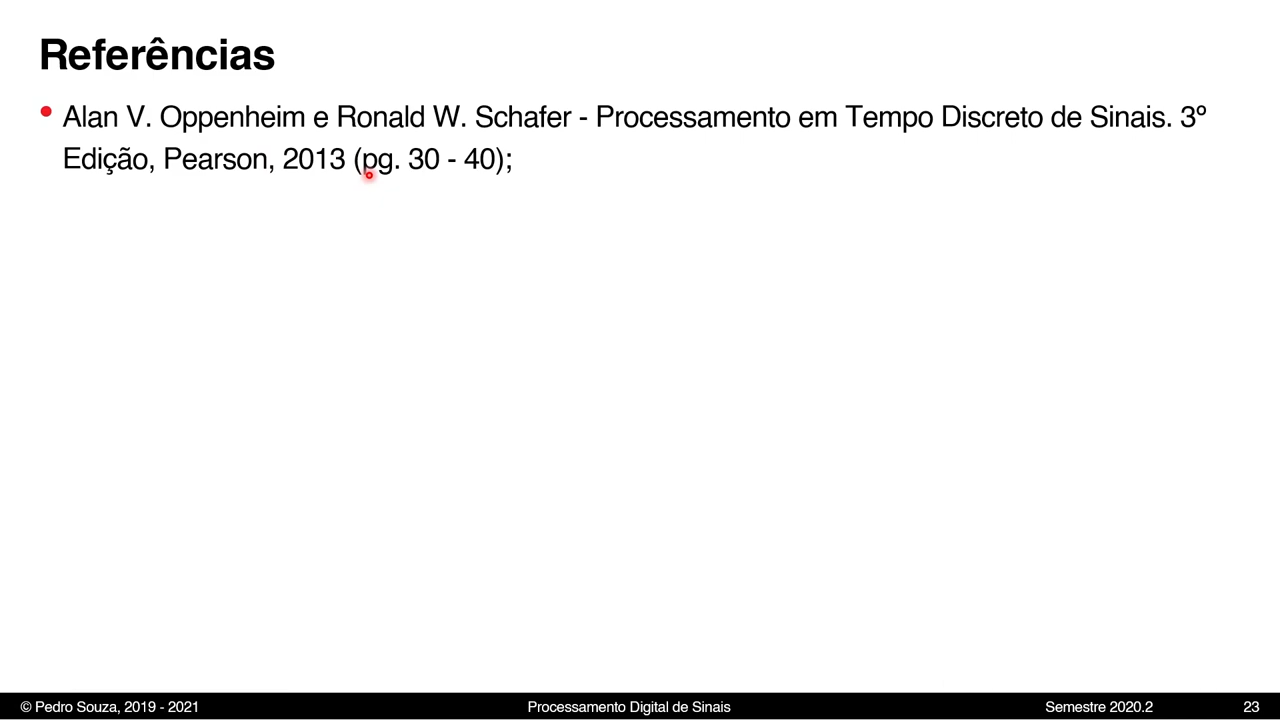 Referências
• Alan V. Oppenheim e Ronald W. Schafer - Processamento em Tempo Discreto de Sinais. 3º
Edição, Pearson, 2013 (pg. 30 - 40);
© Pedro Souza, 2019 - 2021
Processamento Digital de Sinais
Semestre 2020.2
23